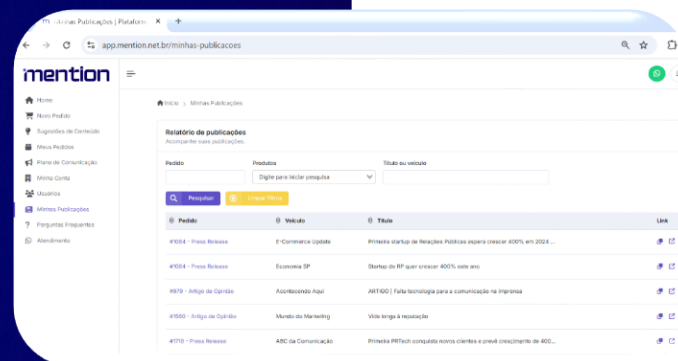 Minhas Publicações | Plataform
app.mention.net.br/minhas-publicacoes
mention
Home
Novo Pedido
Sugestões de Conteúdo
Meus Pedidos
Plano de Comunicação
Minha Conta
Usuários
Minhas Publicações
Perguntas Frequentes
Atendimento
Início > Minhas Publicações
Relatório de publicações
Acompanhe suas publicações.
Pedido Produtos Título ou veículo
Digite para iniciar pesquisa
Pesquisar Limpar filtros
Pedido Veículo Título Link
#1084 - Press Release E-Commerce Update Primeira startup de Relações Públicas espera crescer 400% em 2024 ...
#1084 - Press Release Economia SP Startup de RP quer crescer 400% este ano
#979 - Artigo de Opinião Acontecendo Aqui ARTIGO | Falta tecnologia para a comunicação na imprensa
#1560 - Artigo de Opinião Mundo do Marketing Vida longa à reputação
#1718 - Press Release ABC da Comunicação Primeira PRTech conquista novos clientes e prevê crescimento de 400...